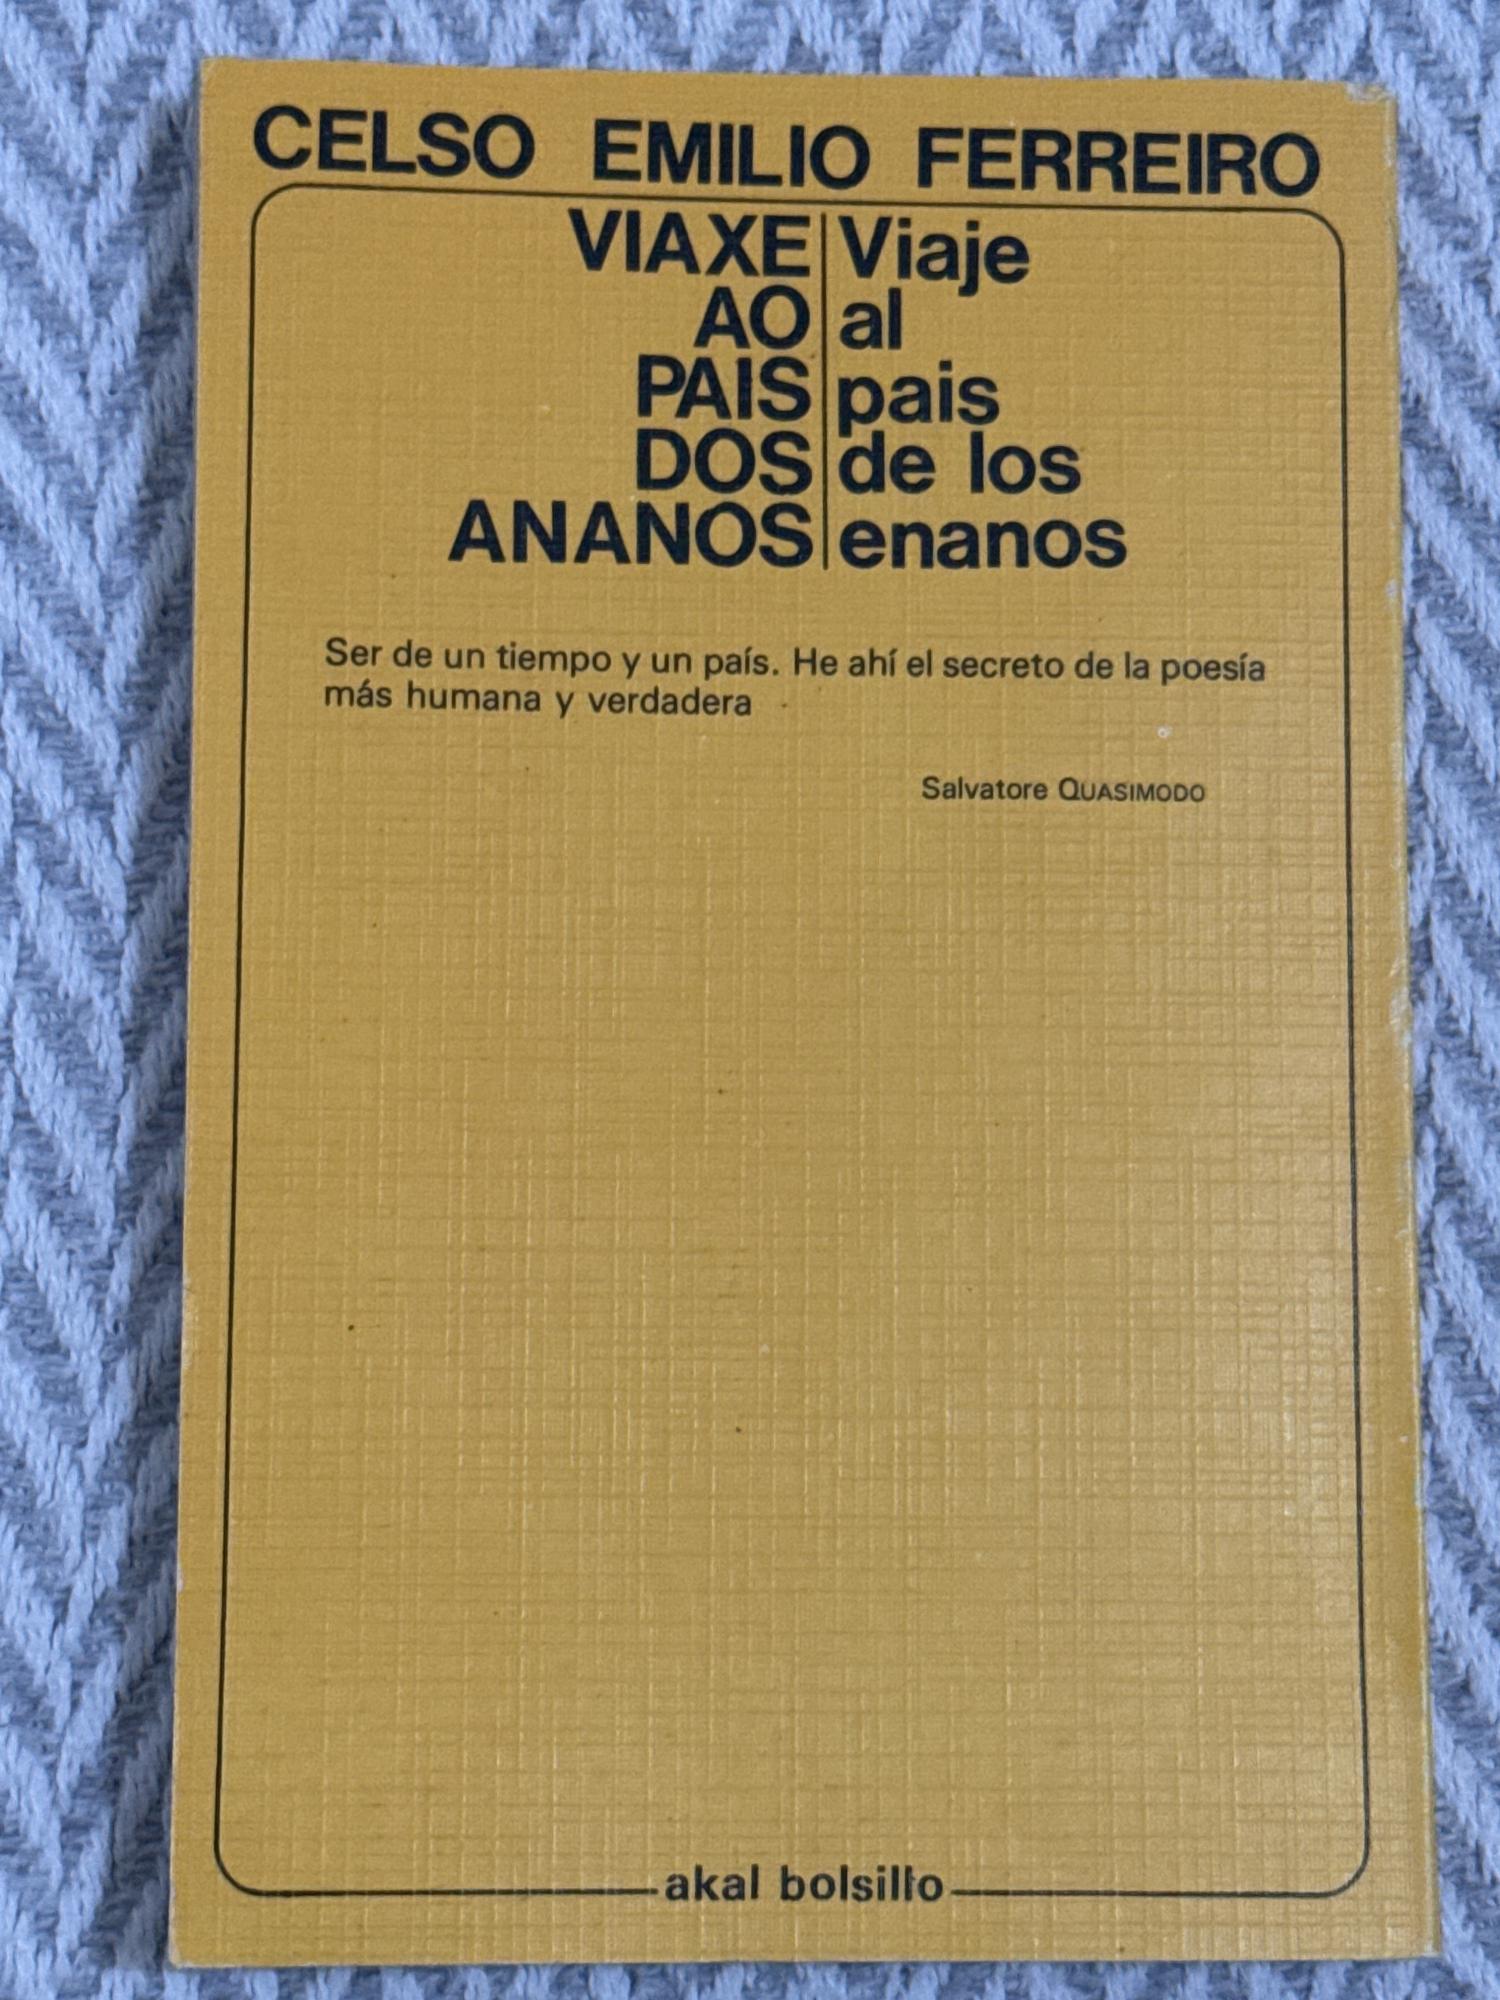 CELSO EMILIO FERREIRO
VIAXE
AO
PAIS
DOS
ANANOS
Viaje
al
pais
de los
enanos
Ser de un tiempo y un país. He ahí el secreto de la poesía
más humana y verdadera
Salvatore QUASIMODO
akal bolsillo